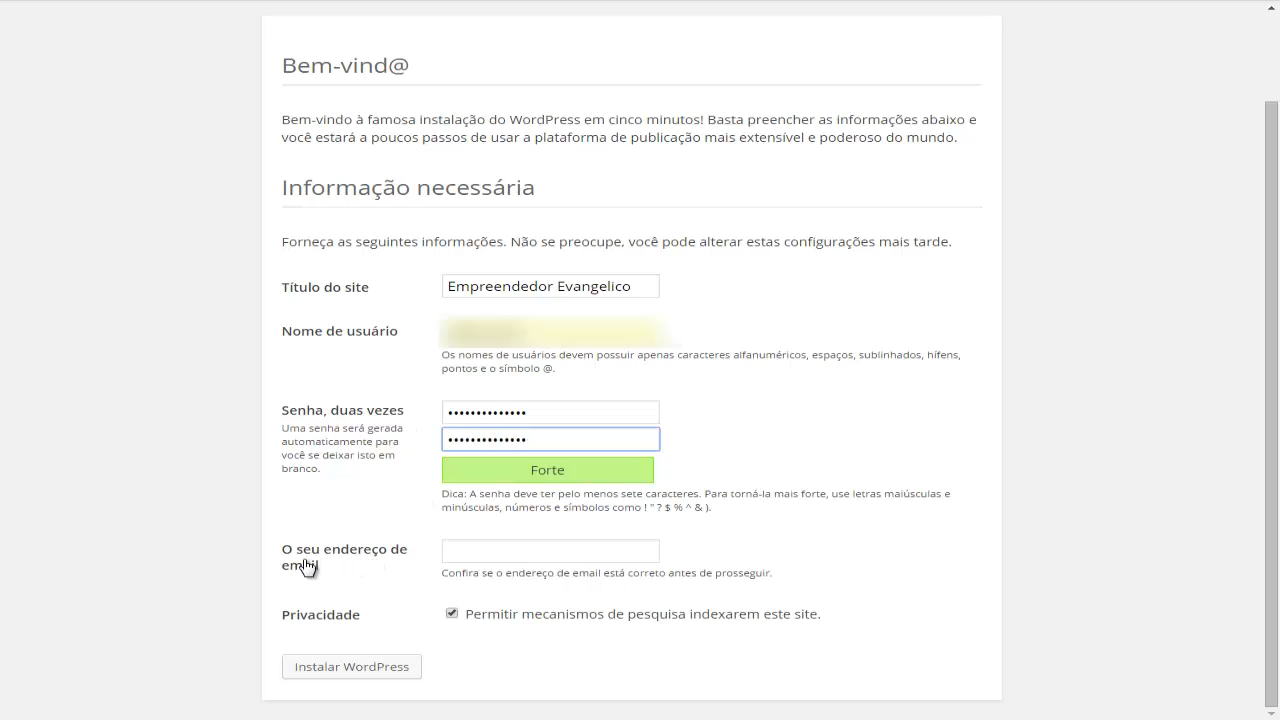 Bem-vind@
Bem-vindo à famosa instalação do WordPress em cinco minutos! Basta preencher as informações abaixo e
você estará a poucos passos de usar a plataforma de publicação mais extensível e poderoso do mundo.
Informação necessária
Forneça as seguintes informações. Não se preocupe, você pode alterar estas configurações mais tarde.
Título do site
Empreendedor Evangelico
Nome de usuário
Os nomes de usuários devem possuir apenas caracteres alfanuméricos, espaços, sublinhados, hífens,
pontos e o símbolo @.
Senha, duas vezes
Uma senha será gerada
automaticamente para
você se deixar isto em
branco.
••••••••••••••
••••••••••••••
Forte
Dica: A senha deve ter pelo menos sete caracteres. Para torná-la mais forte, use letras maiúsculas e
minúsculas, números e símbolos como ! " ? $ % ^ & ).
O seu endereço de
email
Confira se o endereço de email está correto antes de prosseguir.
Privacidade
Permitir mecanismos de pesquisa indexarem este site.
Instalar WordPress